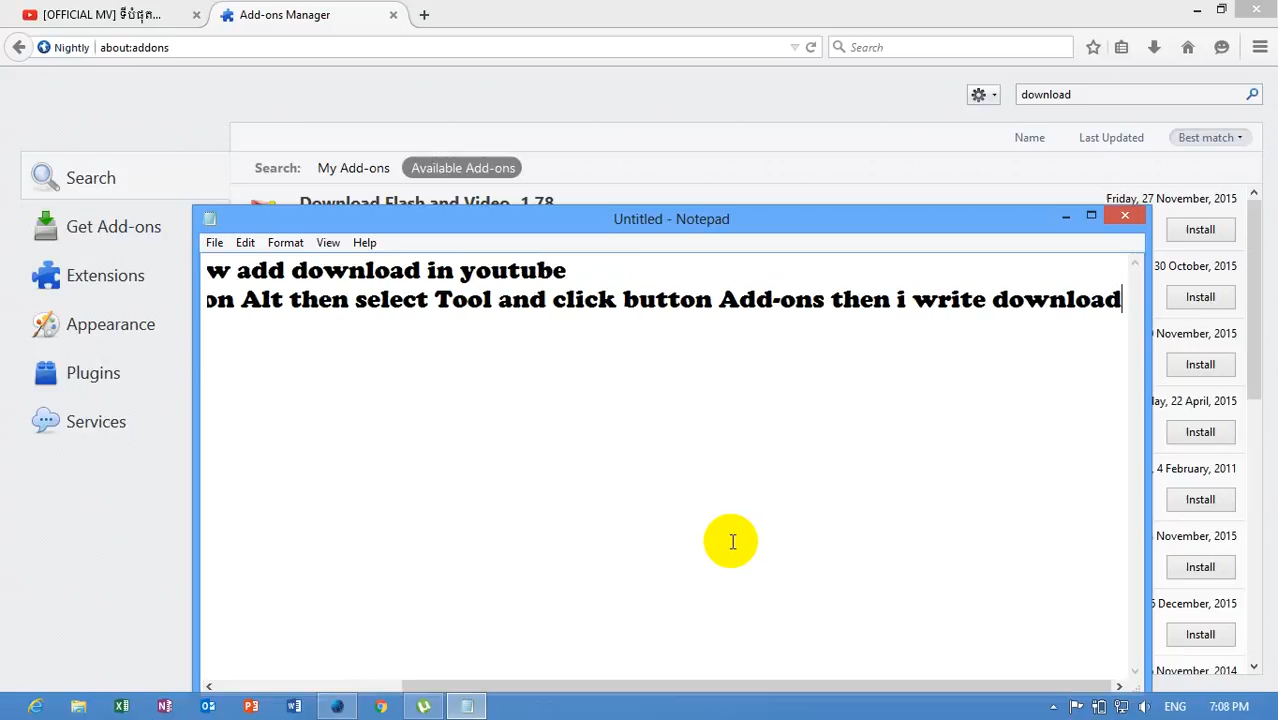 [OFFICIAL MV] ទីបំផុត...
Add-ons Manager
Nightly about:addons
Search
download
Name Last Updated Best match
Search: My Add-ons Available Add-ons
Search
Get Add-ons
Extensions
Appearance
Plugins
Services
Download Flash and Video 1.78
Friday, 27 November, 2015
Install
Untitled - Notepad
File Edit Format View Help
w add download in youtube
on Alt then select Tool and click button Add-ons then i write download
30 October, 2015
Install
November, 2015
Install
22 April, 2015
Install
4 February, 2011
Install
November, 2015
Install
December, 2015
Install
November, 2014
ENG 7:08 PM